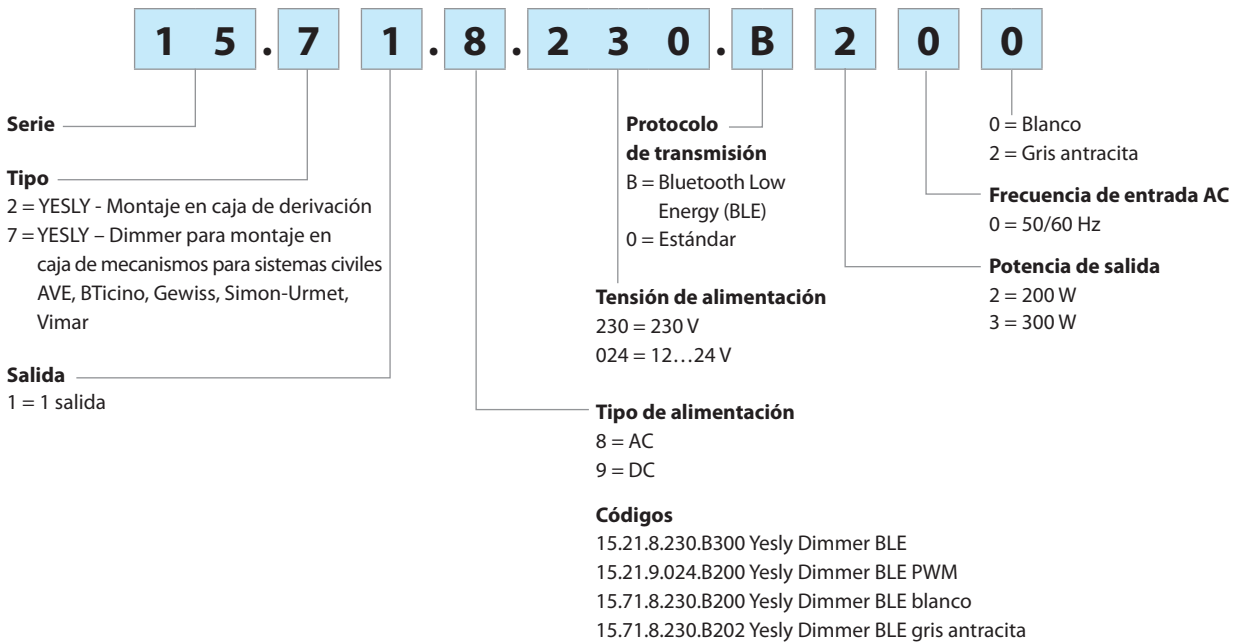 1 5 . 7 1 . 8 . 2 3 0 . B 2 0 0
Serie
Tipo
2 = YESLY - Montaje en caja de derivación
7 = YESLY – Dimmer para montaje en
caja de mecanismos para sistemas civiles
AVE, BTicino, Gewiss, Simon-Urmet,
Vimar
Salida
1 = 1 salida
Protocolo
de transmisión
B = Bluetooth Low
Energy (BLE)
0 = Estándar
Tensión de alimentación
230 = 230 V
024 = 12…24 V
Tipo de alimentación
8 = AC
9 = DC
Códigos
15.21.8.230.B300 Yesly Dimmer BLE
15.21.9.024.B200 Yesly Dimmer BLE PWM
15.71.8.230.B200 Yesly Dimmer BLE blanco
15.71.8.230.B202 Yesly Dimmer BLE gris antracita
0 = Blanco
2 = Gris antracita
Frecuencia de entrada AC
0 = 50/60 Hz
Potencia de salida
2 = 200 W
3 = 300 W